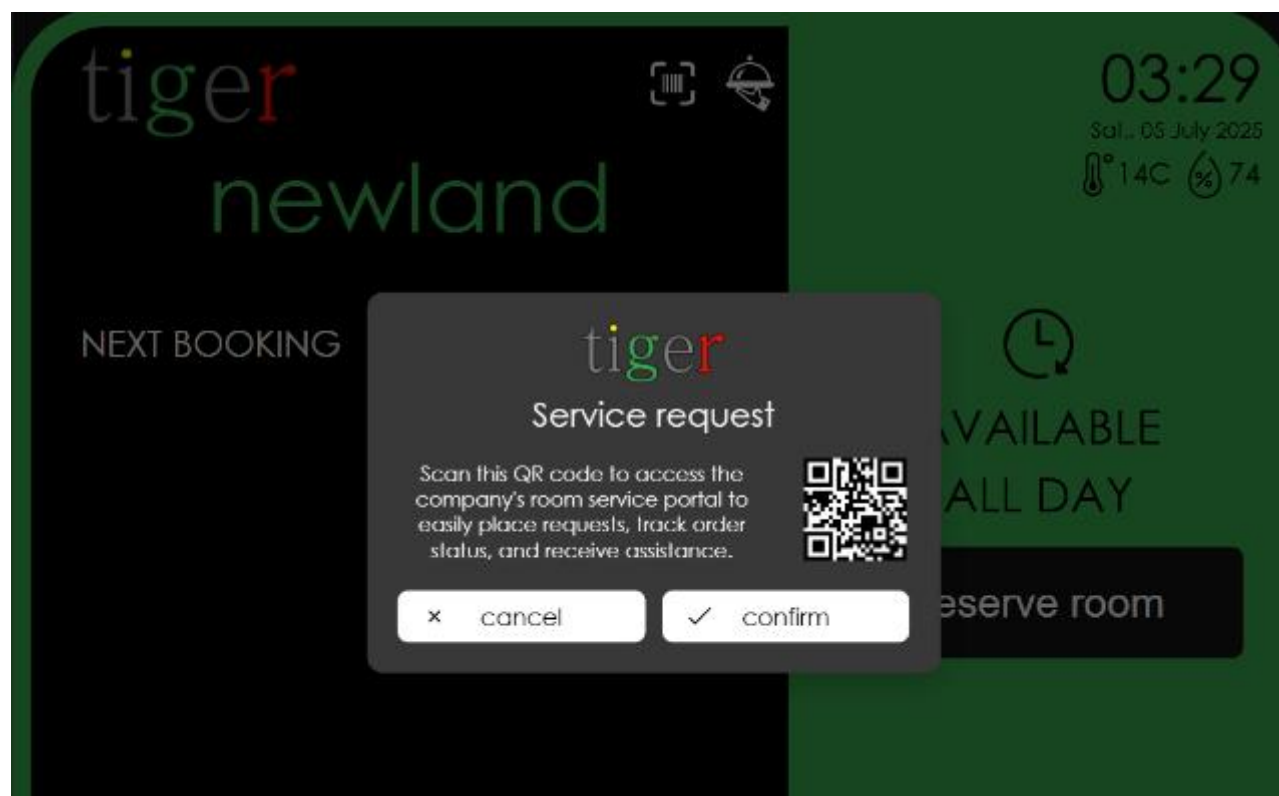 tiger
newland
03:29
Sat., 05 July 2025
14C % 74
NEXT BOOKING
tiger
Service request
Scan this QR code to access the
company's room service portal to
easily place requests, track order
status, and receive assistance.
× cancel
✓ confirm
AVAILABLE
ALL DAY
eserve room